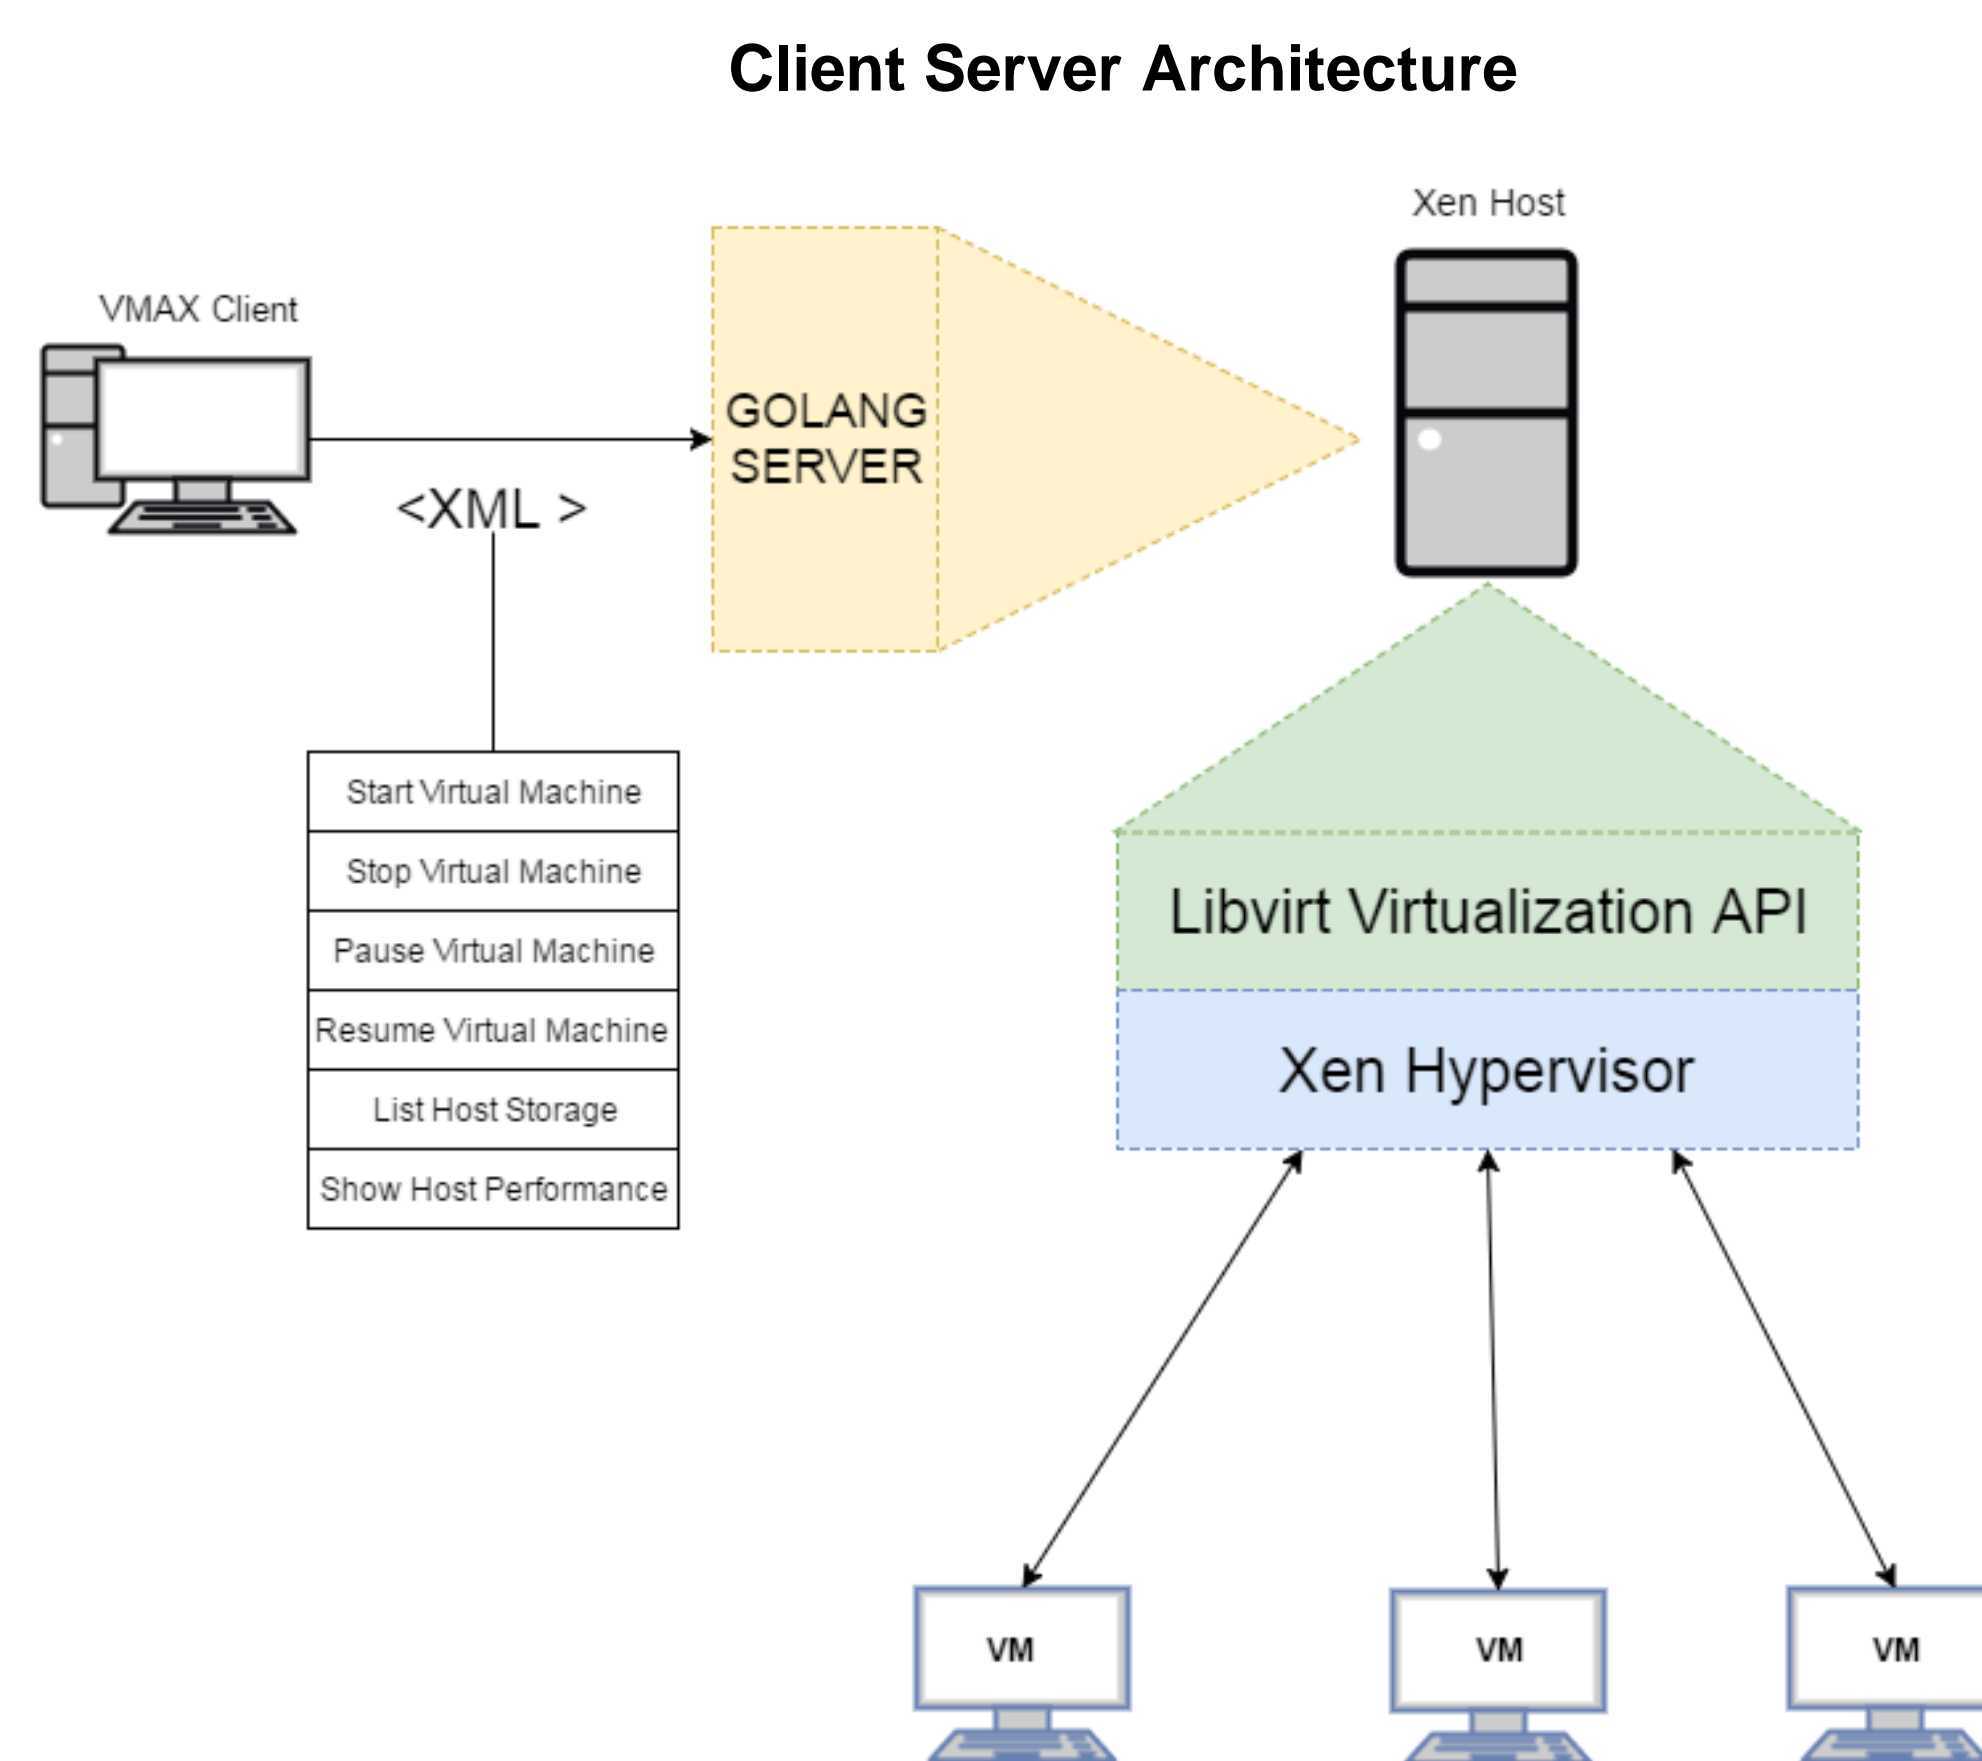 Client Server Architecture
Xen Host
VMAX Client
GOLANG
SERVER
<XML >
Start Virtual Machine
Stop Virtual Machine
Pause Virtual Machine
Resume Virtual Machine
List Host Storage
Show Host Performance
Libvirt Virtualization API
Xen Hypervisor
VM
VM
VM